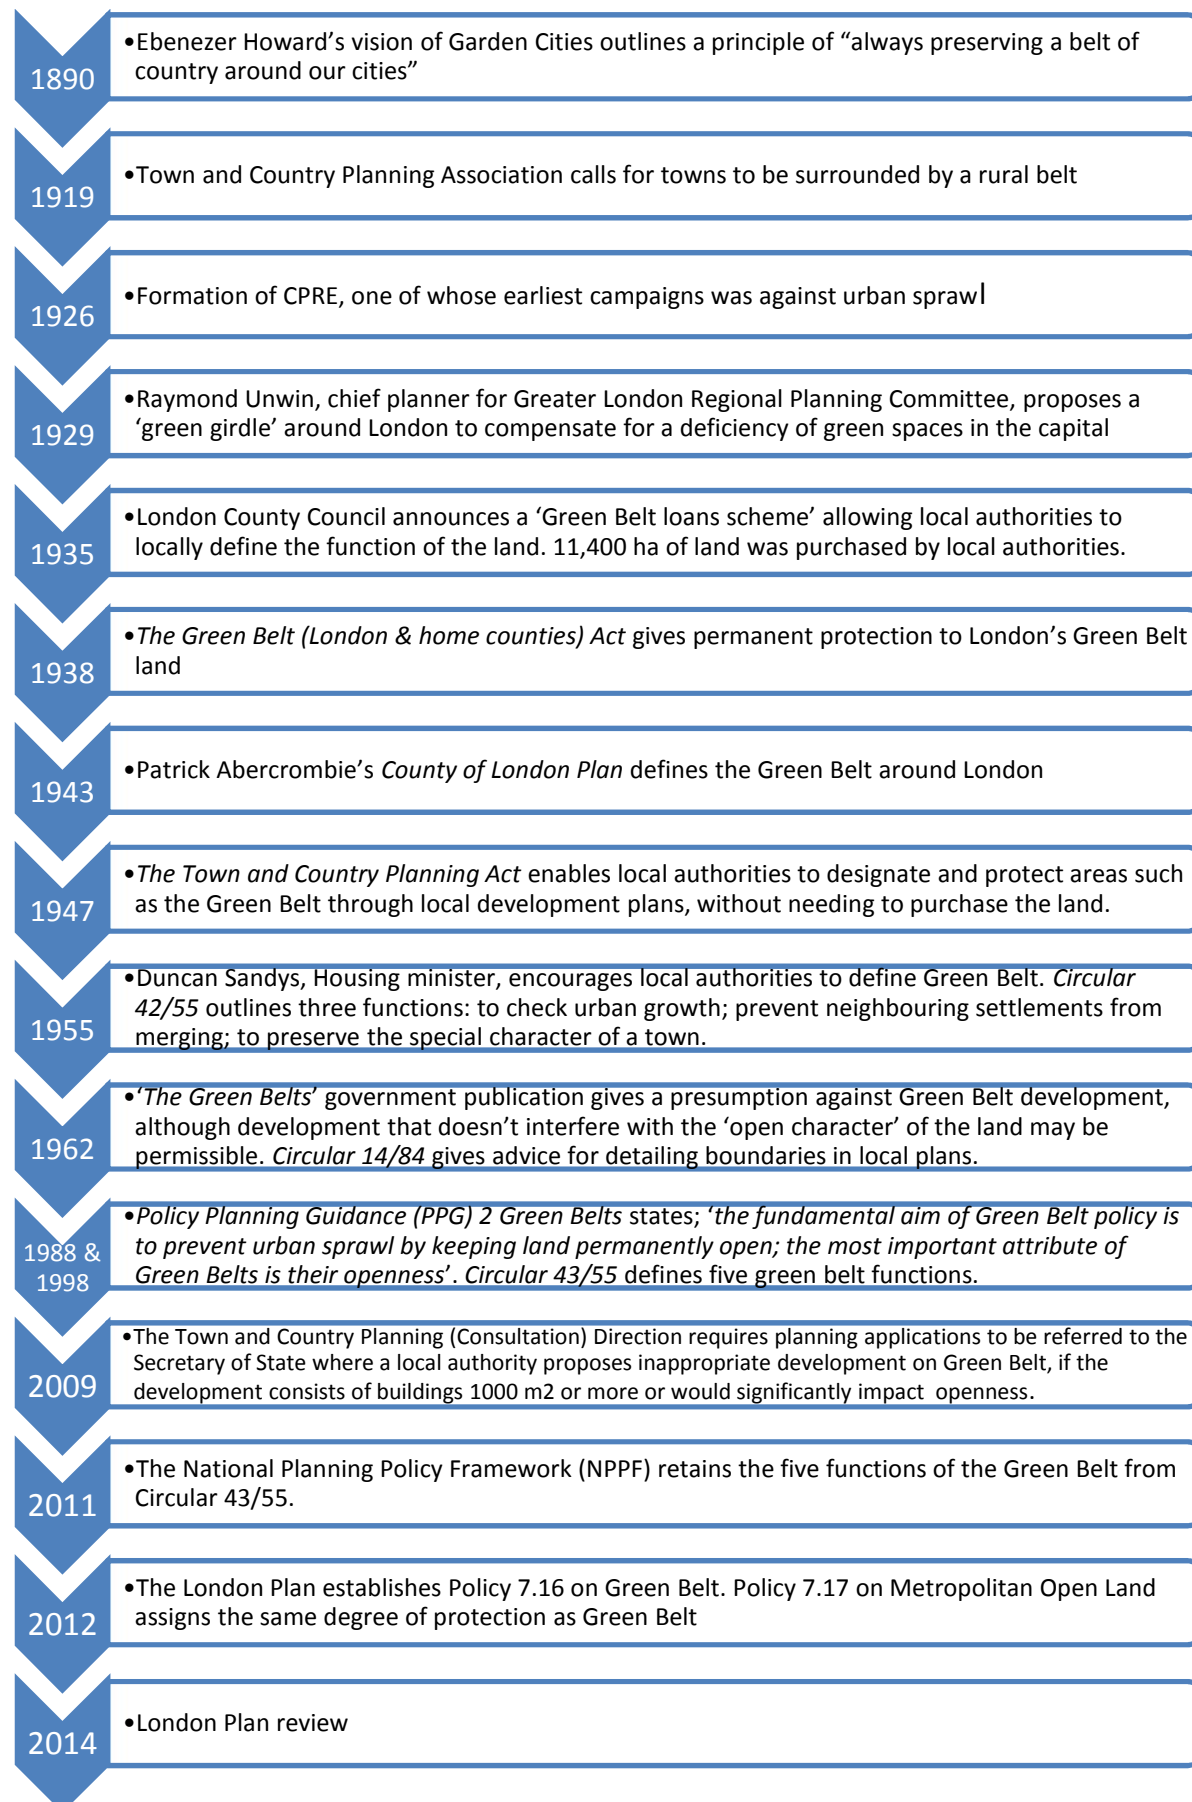 1890
•Ebenezer Howard’s vision of Garden Cities outlines a principle of “always preserving a belt of
country around our cities”
1919
•Town and Country Planning Association calls for towns to be surrounded by a rural belt
1926
•Formation of CPRE, one of whose earliest campaigns was against urban sprawl
1929
•Raymond Unwin, chief planner for Greater London Regional Planning Committee, proposes a
‘green girdle’ around London to compensate for a deficiency of green spaces in the capital
1935
•London County Council announces a ‘Green Belt loans scheme’ allowing local authorities to
locally define the function of the land. 11,400 ha of land was purchased by local authorities.
1938
•The Green Belt (London & home counties) Act gives permanent protection to London’s Green Belt
land
1943
•Patrick Abercrombie’s County of London Plan defines the Green Belt around London
1947
•The Town and Country Planning Act enables local authorities to designate and protect areas such
as the Green Belt through local development plans, without needing to purchase the land.
1955
•Duncan Sandys, Housing minister, encourages local authorities to define Green Belt. Circular
42/55 outlines three functions: to check urban growth; prevent neighbouring settlements from
merging; to preserve the special character of a town.
1962
•‘The Green Belts’ government publication gives a presumption against Green Belt development,
although development that doesn’t interfere with the ‘open character’ of the land may be
permissible. Circular 14/84 gives advice for detailing boundaries in local plans.
1988 &
1998
•Policy Planning Guidance (PPG) 2 Green Belts states; ‘the fundamental aim of Green Belt policy is
to prevent urban sprawl by keeping land permanently open; the most important attribute of
Green Belts is their openness’. Circular 43/55 defines five green belt functions.
2009
•The Town and Country Planning (Consultation) Direction requires planning applications to be referred to the
Secretary of State where a local authority proposes inappropriate development on Green Belt, if the
development consists of buildings 1000 m2 or more or would significantly impact  openness.
2011
•The National Planning Policy Framework (NPPF) retains the five functions of the Green Belt from
Circular 43/55.
2012
•The London Plan establishes Policy 7.16 on Green Belt. Policy 7.17 on Metropolitan Open Land
assigns the same degree of protection as Green Belt
2014
•London Plan review